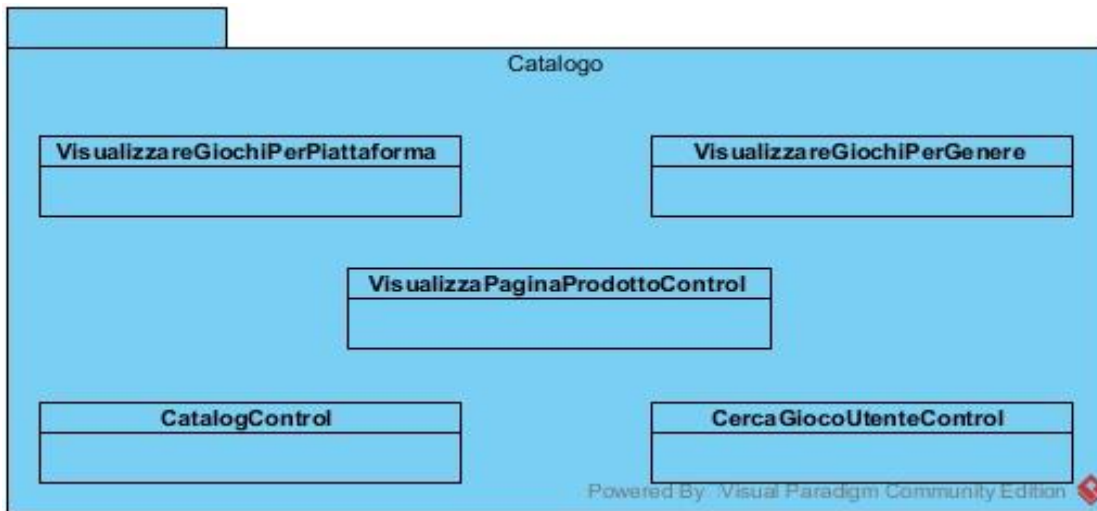 Catalogo
VisualizzareGiochiPerPiattaforma
VisualizzareGiochiPerGenere
VisualizzaPaginaProdottoControl
CatalogControl
CercaGiocoUtenteControl
Powered By Visual Paradigm Community Edition